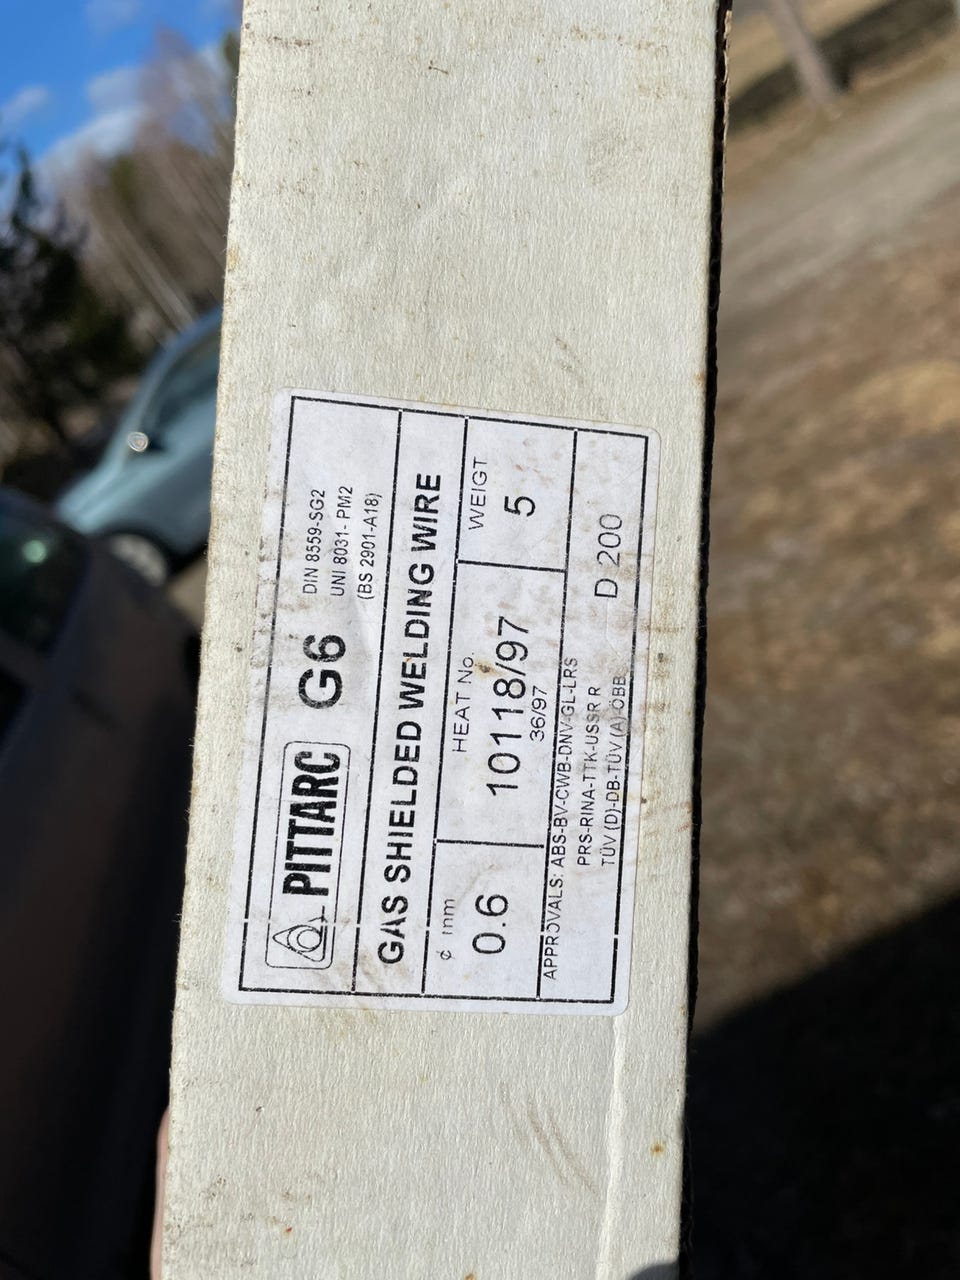 PITTARC G6
DIN 8559-SG2
UNI 8031- PM2
(BS 2901-A18)
GAS SHIELDED WELDING WIRE
¢ mm
0.6
HEAT No.
10118/97
36/97
WEIGT
5
APPROVALS: ABS-BV-CWB-DNV-GL-LRS
PRS-RINA-TTK-USSR R
TÜV (D)-DB-TÜV (A)-ÖBB
D 200